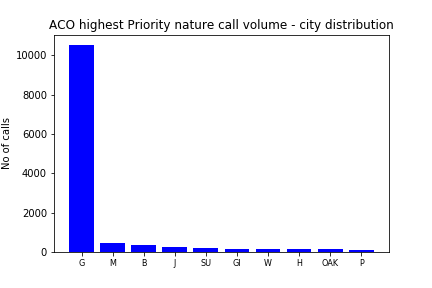 ACO highest Priority nature call volume - city distribution
No of calls
10000
8000
6000
4000
2000
0
G M B J SU GI W H OAK P